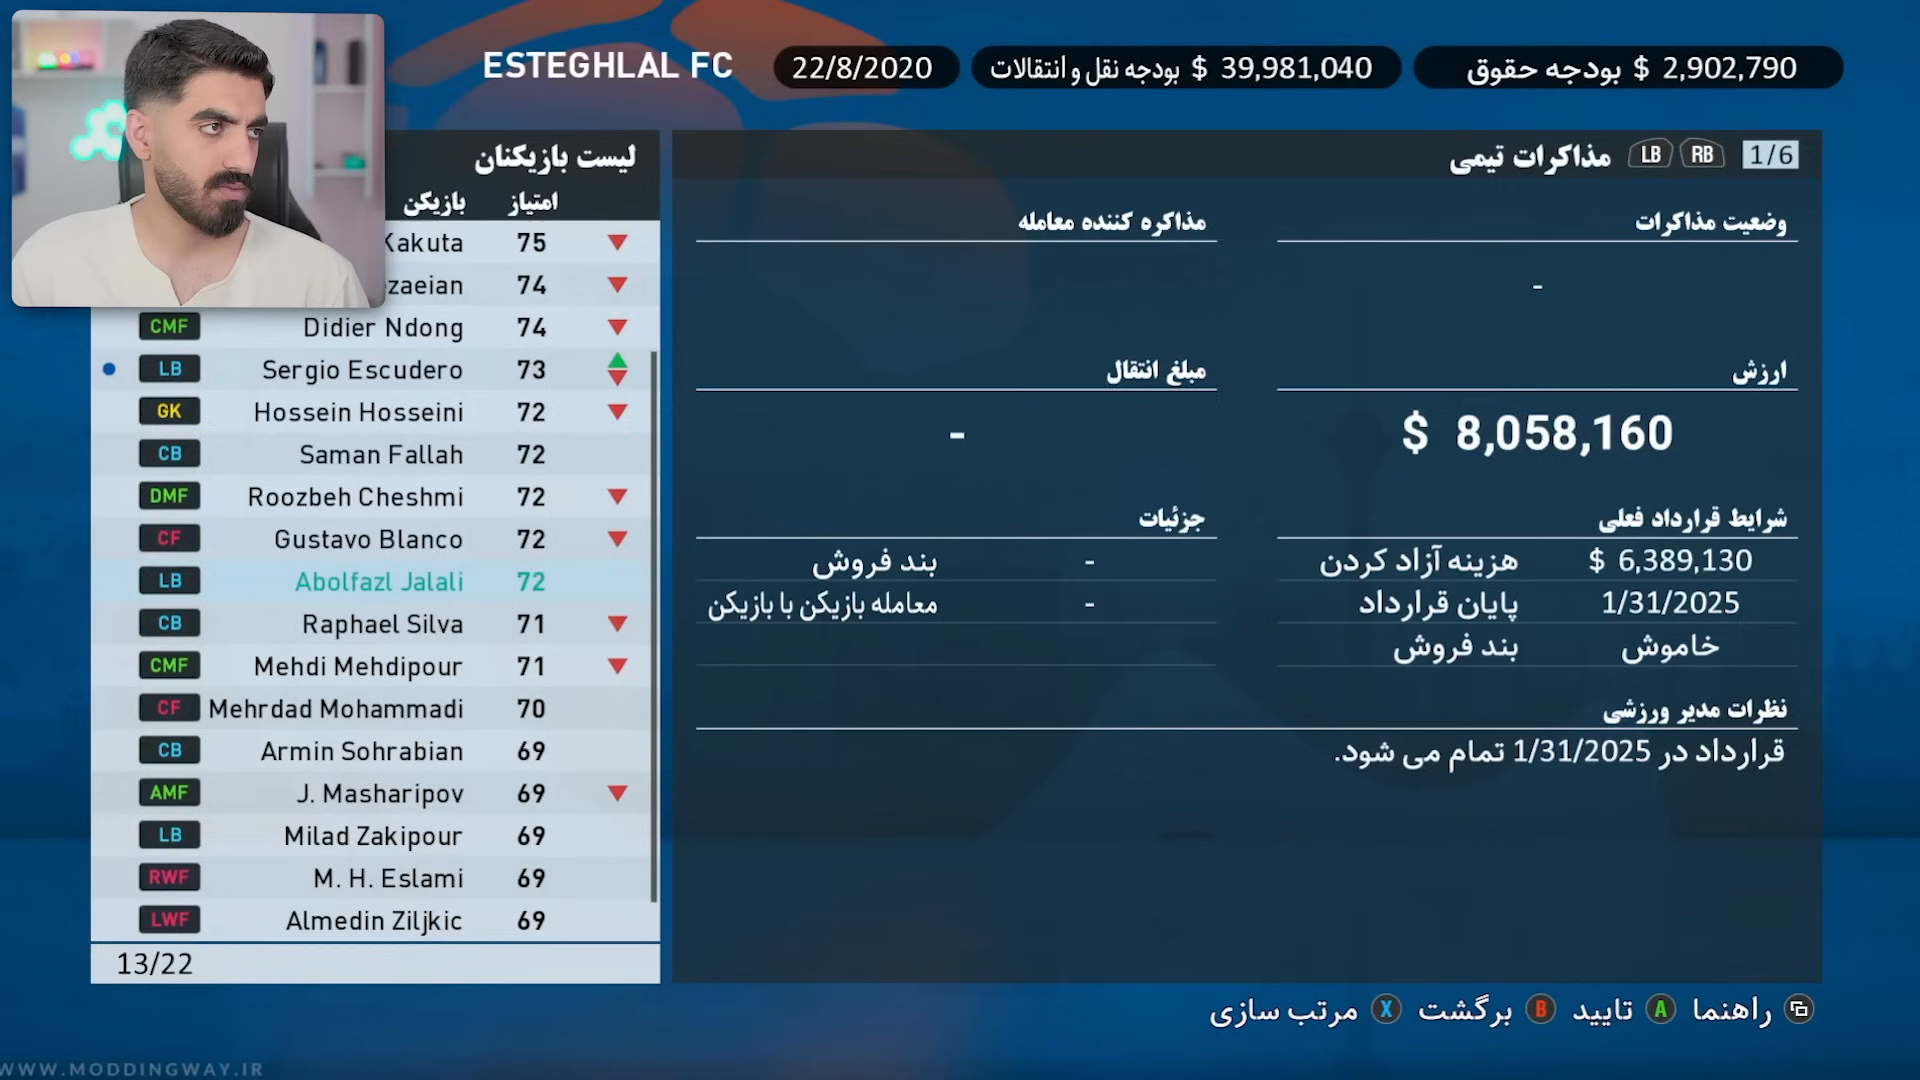 ESTEGHLAL FC
22/8/2020
بودجه نقل و انتقالات $ 39,981,040
بودجه حقوق $ 2,902,790
لیست بازیکنان
بازیکن امتیاز
Kakuta 75
zaeian 74
CMF Didier Ndong 74
LB Sergio Escudero 73
GK Hossein Hosseini 72
CB Saman Fallah 72
DMF Roozbeh Cheshmi 72
CF Gustavo Blanco 72
LB Abolfazl Jalali 72
CB Raphael Silva 71
CMF Mehdi Mehdipour 71
CF Mehrdad Mohammadi 70
CB Armin Sohrabian 69
AMF J. Masharipov 69
LB Milad Zakipour 69
RWF M. H. Eslami 69
LWF Almedin Ziljkic 69
13/22
مذاکرات تیمی LB RB 1/6
وضعیت مذاکرات
-
مذاکره کننده معامله
ارزش
$ 8,058,160
مبلغ انتقال
-
شرایط قرارداد فعلی
هزینه آزاد کردن $ 6,389,130
پایان قرارداد 1/31/2025
بند فروش خاموش
جزئیات
بند فروش -
معامله بازیکن با بازیکن -
نظرات مدیر ورزشی
قرارداد در 1/31/2025 تمام می شود.
راهنما A تایید B برگشت X مرتب سازی
WWW.MODDINGWAY.IR